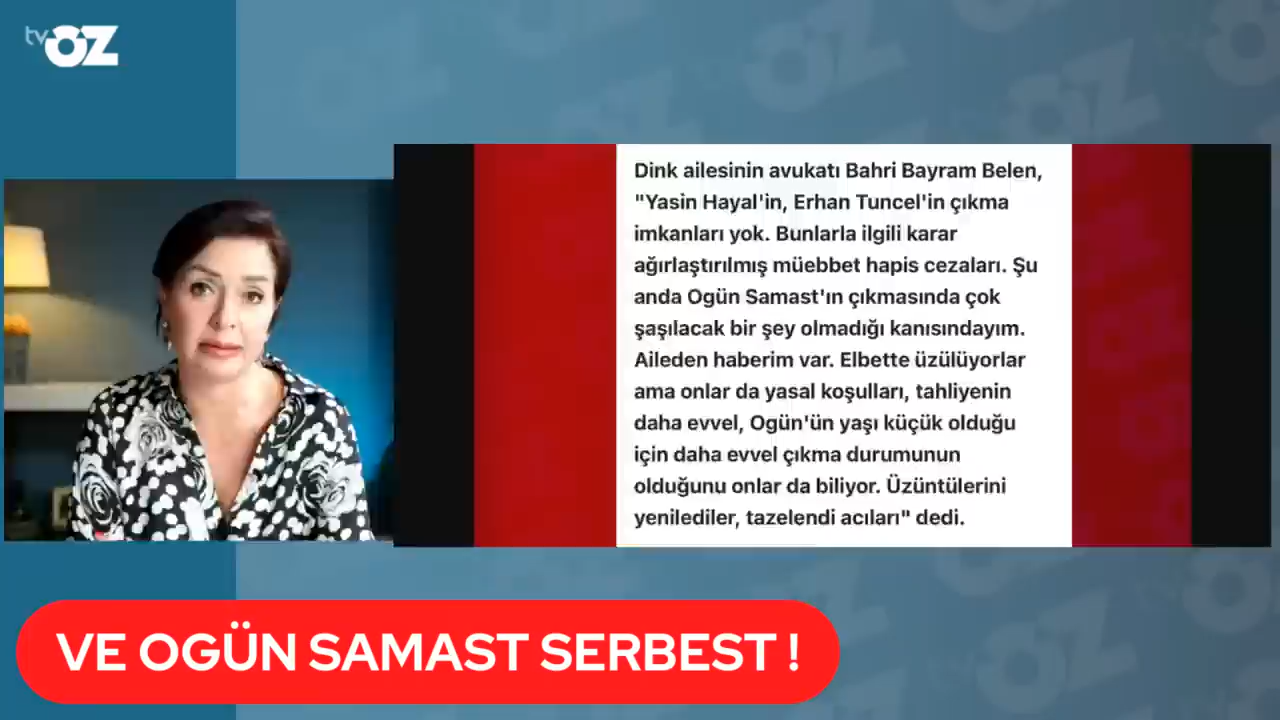 tv ÖZ
Dink ailesinin avukatı Bahri Bayram Belen,
"Yasin Hayal'in, Erhan Tuncel'in çıkma
imkanları yok. Bunlarla ilgili karar
ağırlaştırılmış müebbet hapis cezaları. Şu
anda Ogün Samast'ın çıkmasında çok
şaşılacak bir şey olmadığı kanısındayım.
Aileden haberim var. Elbette üzülüyorlar
ama onlar da yasal koşulları, tahliyenin
daha evvel, Ogün'ün yaşı küçük olduğu
için daha evvel çıkma durumunun
olduğunu onlar da biliyor. Üzüntülerini
yenilediler, tazelendi acıları" dedi.
VE OGÜN SAMAST SERBEST !